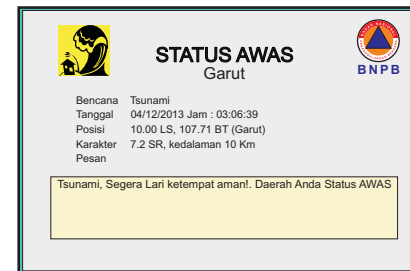 STATUS AWAS
Garut
BNPB
Bencana Tsunami
Tanggal 04/12/2013 Jam : 03:06:39
Posisi 10.00 LS, 107.71 BT (Garut)
Karakter 7.2 SR, kedalaman 10 Km
Pesan
Tsunami, Segera Lari ketempat aman!. Daerah Anda Status AWAS